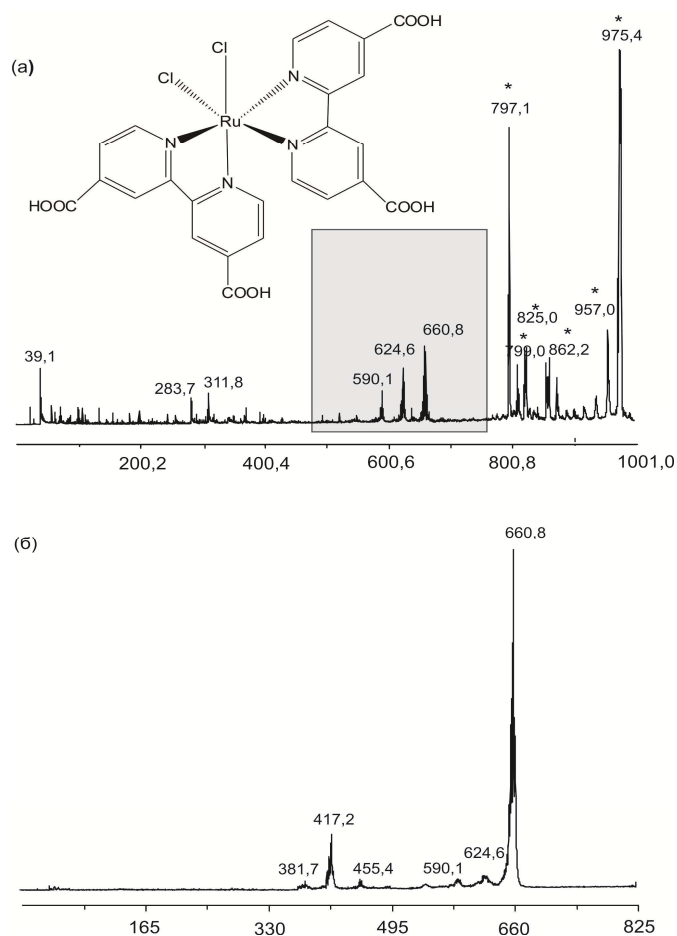 (а)
COOH
Cl
Cl
N
Ru
N
N
N
HOOC
COOH
COOH
*
975,4
*
797,1
*
957,0
*
825,0
*
799,0
*
862,2
660,8
624,6
590,1
39,1
283,7
311,8
200,2
400,4
600,6
800,8
1001,0
(б)
660,8
417,2
381,7
455,4
590,1
624,6
165
330
495
660
825